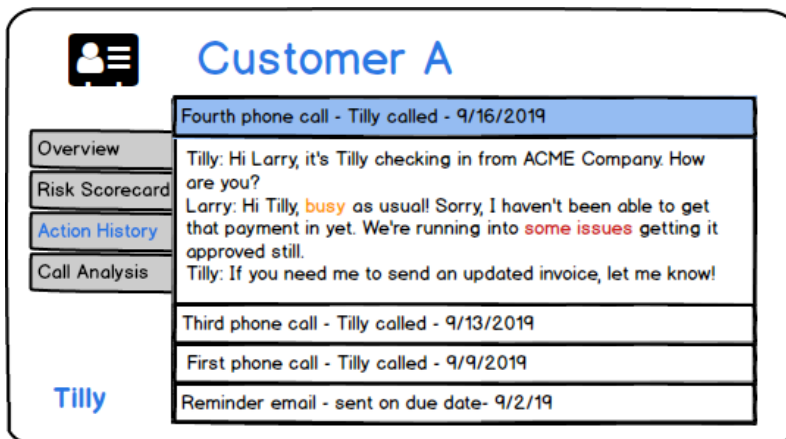 Customer A
Overview
Risk Scorecard
Action History
Call Analysis
Tilly
Fourth phone call - Tilly called - 9/16/2019
Tilly: Hi Larry, it's Tilly checking in from ACME Company. How
are you?
Larry: Hi Tilly, busy as usual! Sorry, I haven't been able to get
that payment in yet. We're running into some issues getting it
approved still.
Tilly: If you need me to send an updated invoice, let me know!
Third phone call - Tilly called - 9/13/2019
First phone call - Tilly called - 9/9/2019
Reminder email - sent on due date- 9/2/19